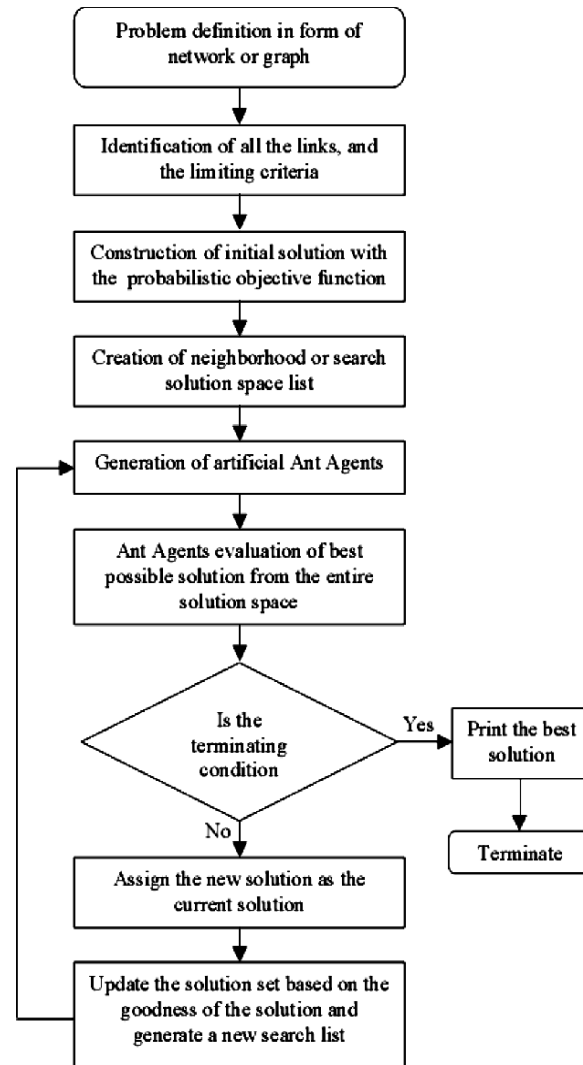 Problem definition in form of
network or graph
Identification of all the links, and
the limiting criteria
Construction of initial solution with
the probabilistic objective function
Creation of neighborhood or search
solution space list
Generation of artificial Ant Agents
Ant Agents evaluation of best
possible solution from the entire
solution space
Is the
terminating
condition
Yes
Print the best
solution
Terminate
No
Assign the new solution as the
current solution
Update the solution set based on the
goodness of the solution and
generate a new search list